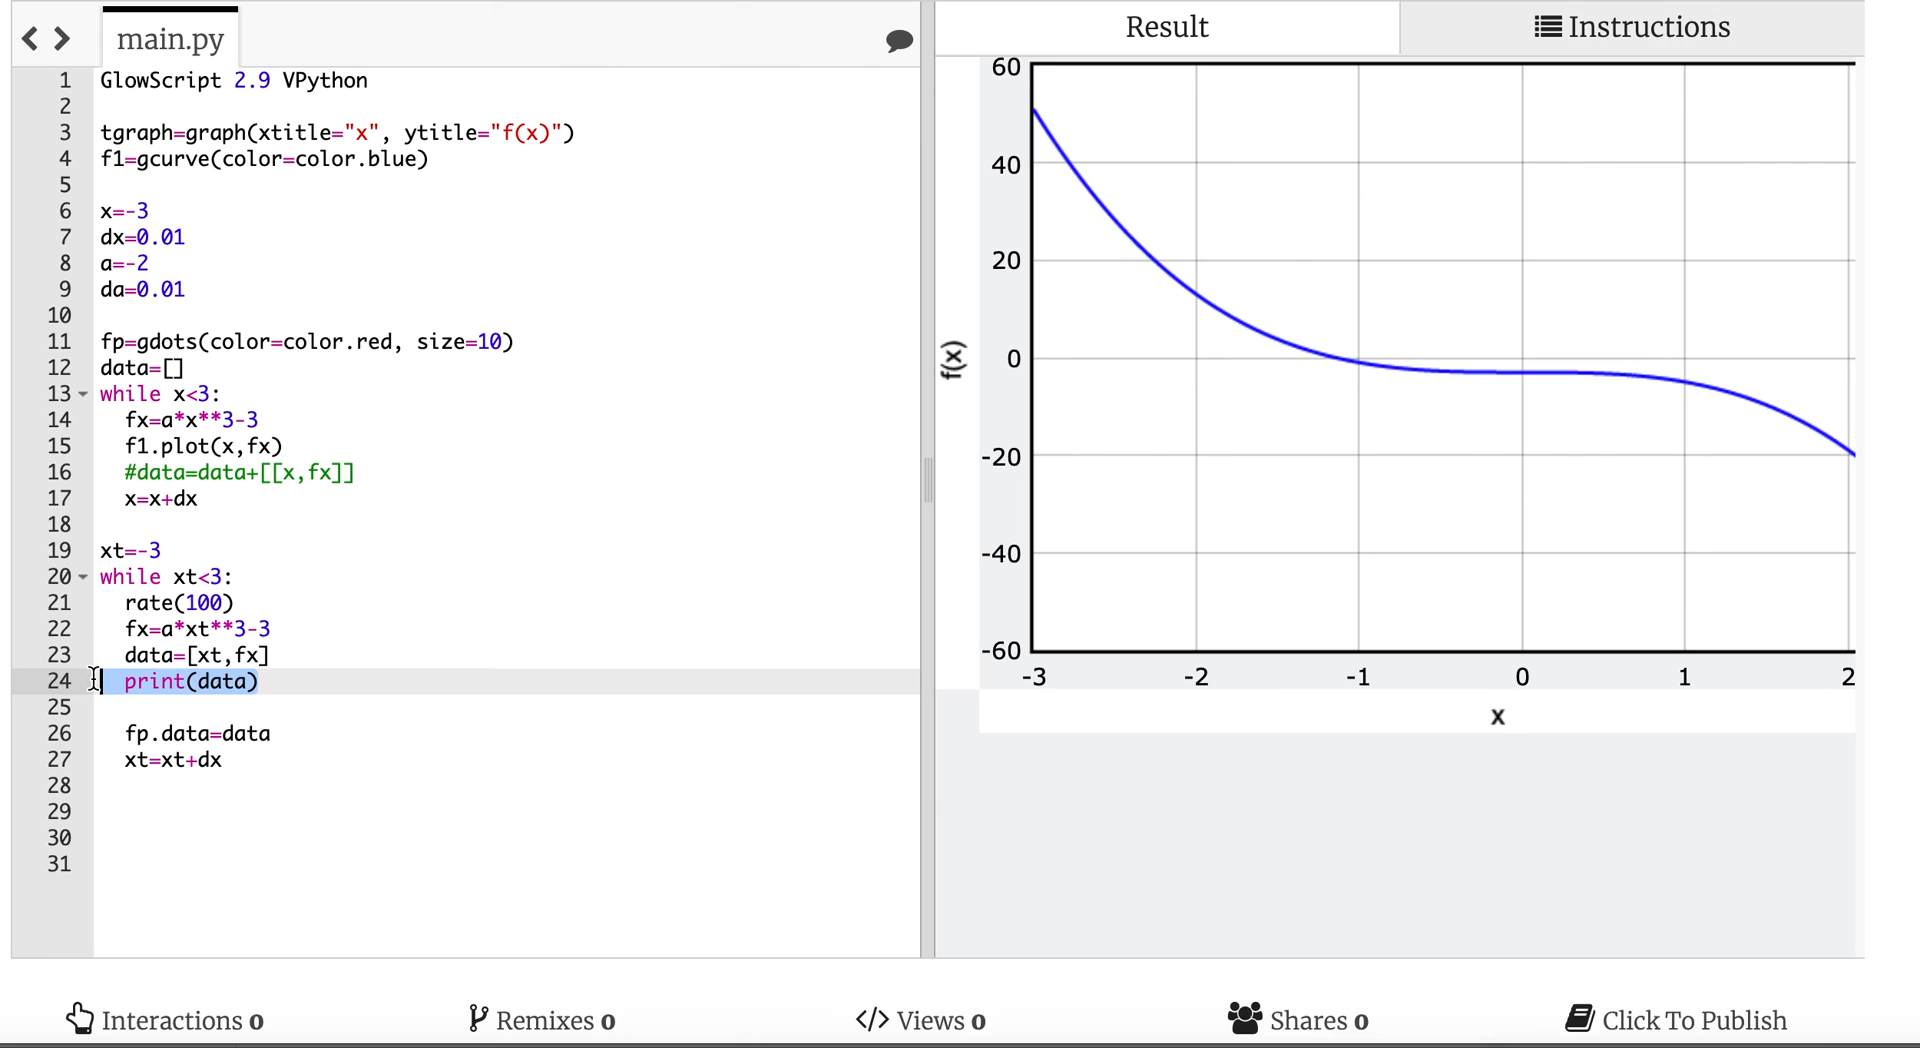 main.py
Result
Instructions
1 GlowScript 2.9 VPython
2
3 tgraph=graph(xtitle="x", ytitle="f(x)")
4 f1=gcurve(color=color.blue)
5
6 x=-3
7 dx=0.01
8 a=-2
9 da=0.01
10
11 fp=gdots(color=color.red, size=10)
12 data=[]
13 while x<3:
14 fx=a*x**3-3
15 f1.plot(x,fx)
16 #data=data+[[x,fx]]
17 x=x+dx
18
19 xt=-3
20 while xt<3:
21 rate(100)
22 fx=a*xt**3-3
23 data=[xt,fx]
24 print(data)
25
26 fp.data=data
27 xt=xt+dx
28
29
30
31
60
40
20
0
-20
-40
-60
f(x)
-3 -2 -1 0 1 2
x
Interactions 0
Remixes 0
</> Views 0
Shares 0
Click To Publish